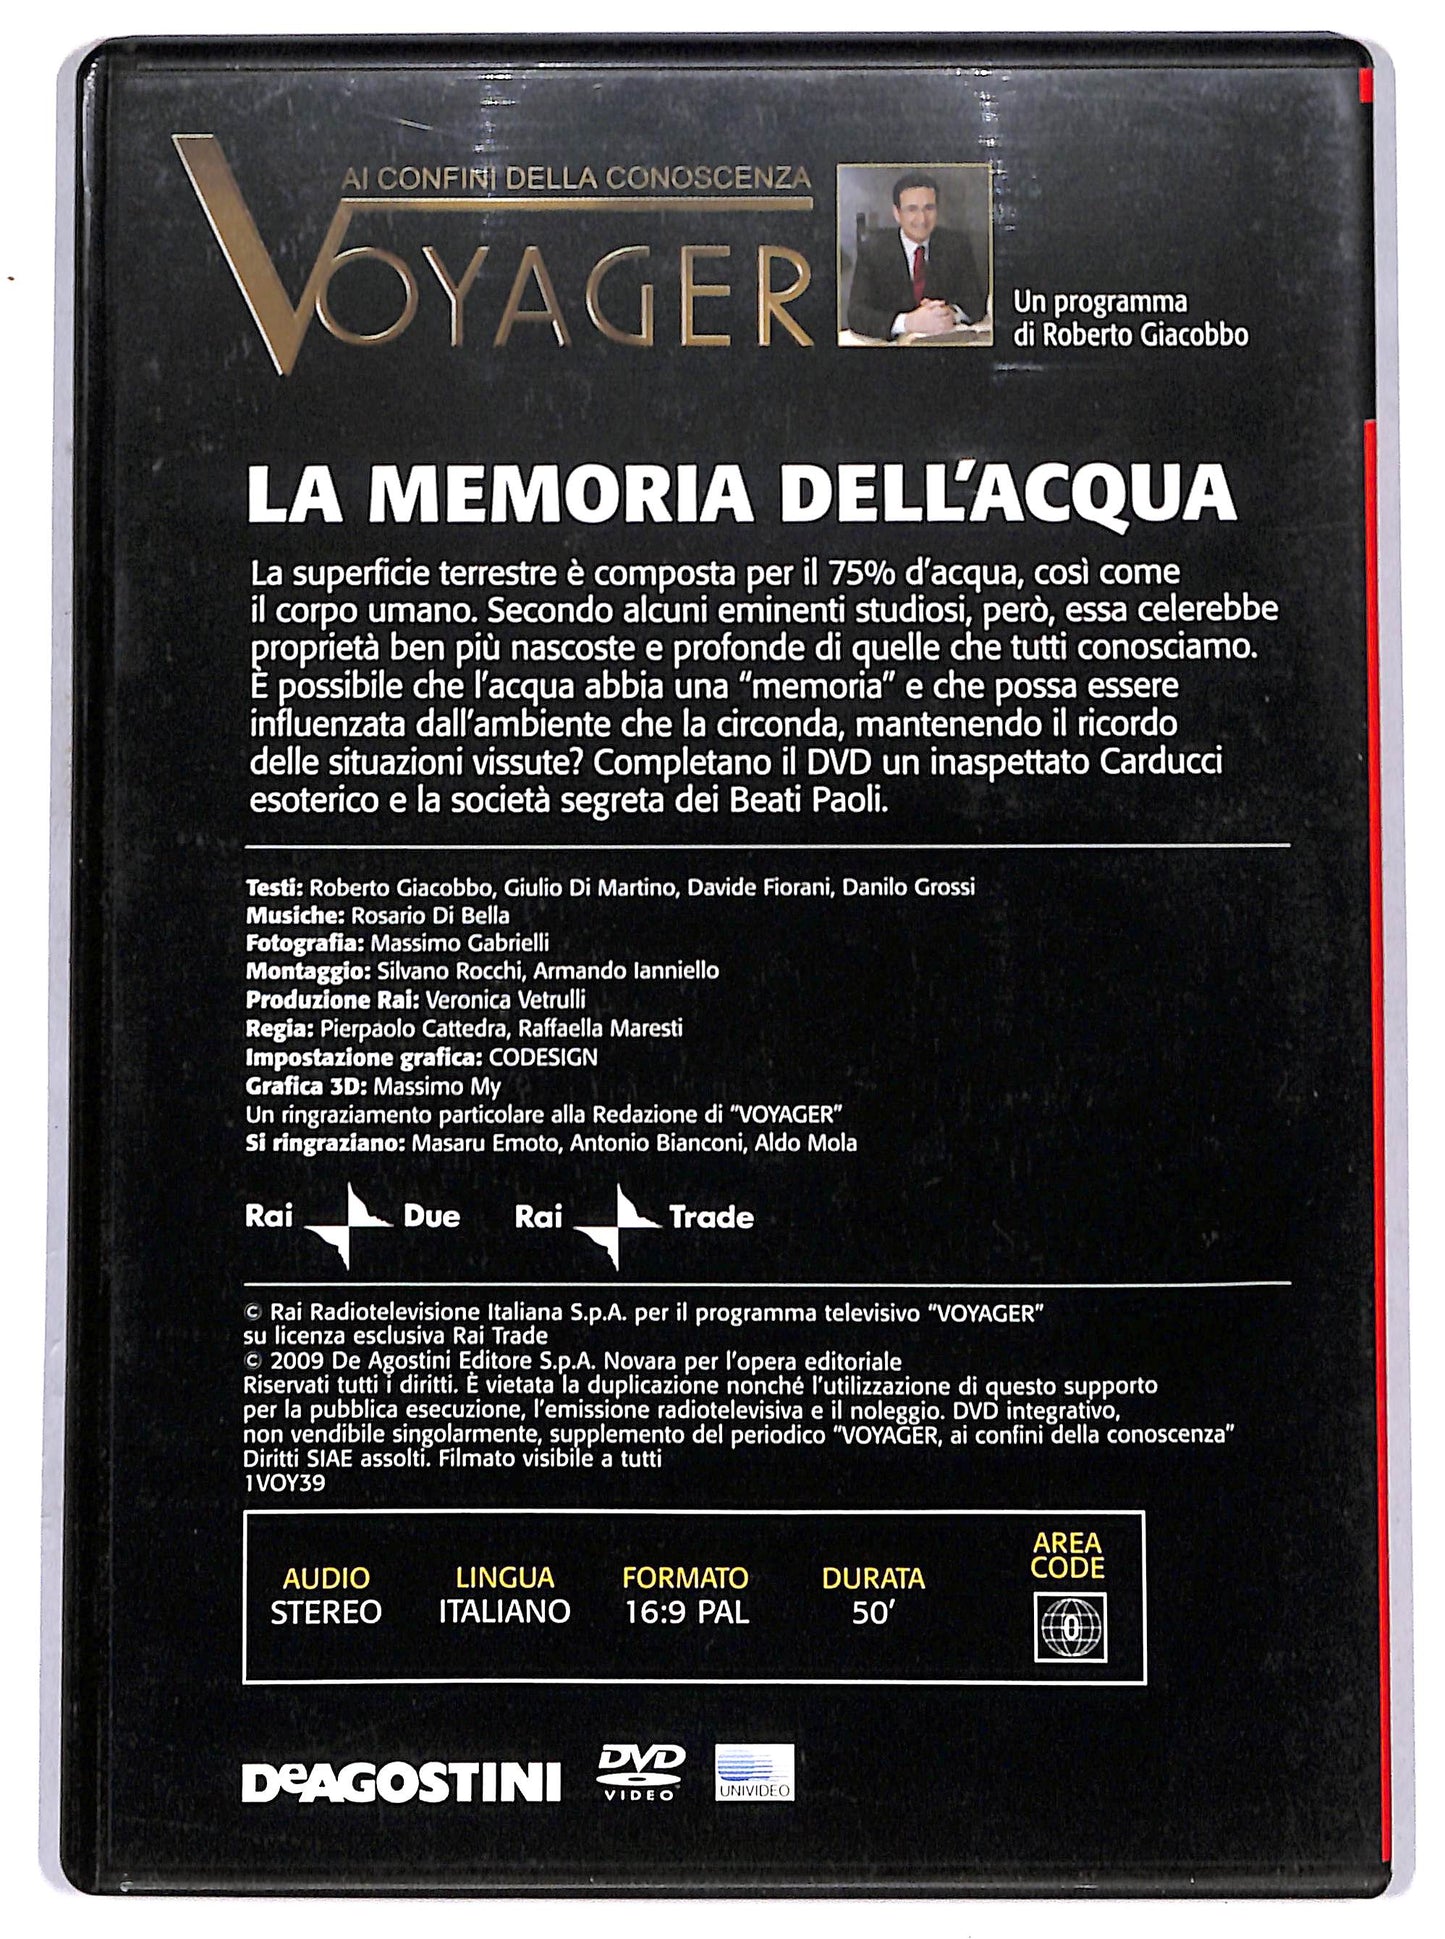 AI CONFINI DELLA CONOSCENZA
VOYAGER
Un programma
di Roberto Giacobbo
LA MEMORIA DELL'ACQUA
La superficie terrestre è composta per il 75% d'acqua, così come
il corpo umano. Secondo alcuni eminenti studiosi, però, essa celerebbe
proprietà ben più nascoste e profonde di quelle che tutti conosciamo.
È possibile che l'acqua abbia una "memoria" e che possa essere
influenzata dall'ambiente che la circonda, mantenendo il ricordo
delle situazioni vissute? Completano il DVD un inaspettato Carducci
esoterico e la società segreta dei Beati Paoli.
Testi: Roberto Giacobbo, Giulio Di Martino, Davide Fiorani, Danilo Grossi
Musiche: Rosario Di Bella
Fotografia: Massimo Gabrielli
Montaggio: Silvano Rocchi, Armando Ianniello
Produzione Rai: Veronica Vetrulli
Regia: Pierpaolo Cattedra, Raffaella Maresti
Impostazione grafica: CODESIGN
Grafica 3D: Massimo My
Un ringraziamento particolare alla Redazione di "VOYAGER"
Si ringraziano: Masaru Emoto, Antonio Bianconi, Aldo Mola
Rai Due Rai Trade
© Rai Radiotelevisione Italiana S.p.A. per il programma televisivo "VOYAGER"
su licenza esclusiva Rai Trade
© 2009 De Agostini Editore S.p.A. Novara per l'opera editoriale
Riservati tutti i diritti. È vietata la duplicazione nonché l'utilizzazione di questo supporto
per la pubblica esecuzione, l'emissione radiotelevisiva e il noleggio. DVD integrativo,
non vendibile singolarmente, supplemento del periodico "VOYAGER, ai confini della conoscenza"
Diritti SIAE assolti. Filmato visibile a tutti
1VOY39
AUDIO LINGUA FORMATO DURATA AREA CODE
STEREO ITALIANO 16:9 PAL 50' 0
DeAGOSTINI DVD VIDEO UNIVIDEO